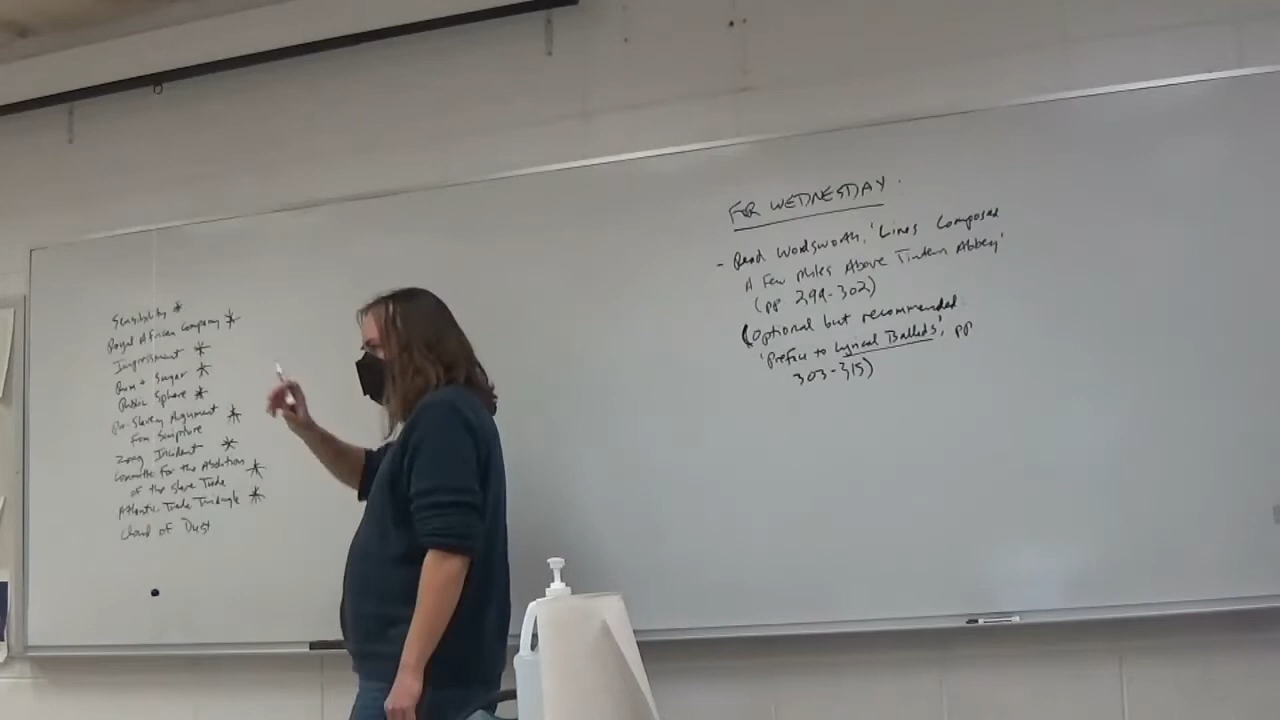 Sensibility *
Royal African Company *
Impressment *
Rum + Sugar *
Public Sphere *
Pro-Slavery Argument *
from Scripture
Zong Incident *
Committee for the Abolition
of the Slave Trade *
Atlantic Trade Triangle *
Cloud of Dust
FOR WEDNESDAY.
- Read Wordsworth, 'Lines Composed
A Few Miles Above Tintern Abbey'
(pp 299-302)
(optional but recommended
'Preface to Lyrical Ballads', pp
303-315)